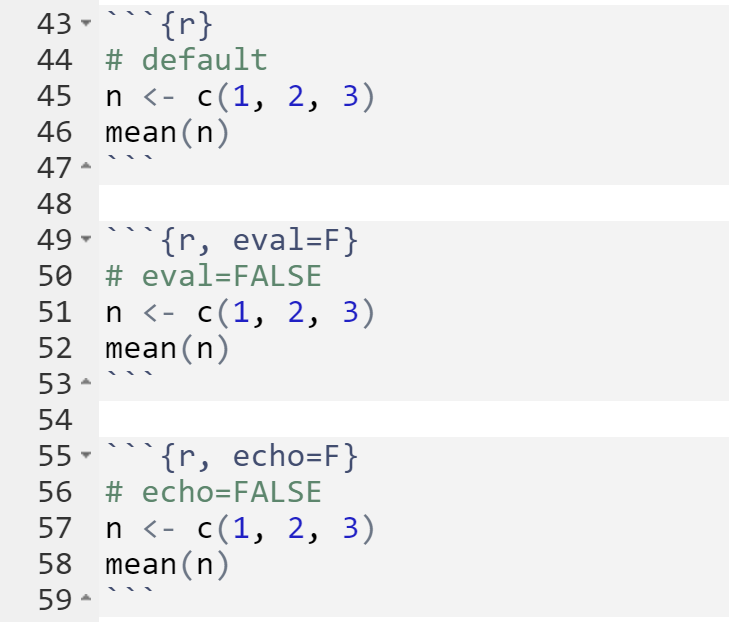 43 ```{r}
44 # default
45 n <- c(1, 2, 3)
46 mean(n)
47 ```
48
49 ```{r, eval=F}
50 # eval=FALSE
51 n <- c(1, 2, 3)
52 mean(n)
53 ```
54
55 ```{r, echo=F}
56 # echo=FALSE
57 n <- c(1, 2, 3)
58 mean(n)
59 ```